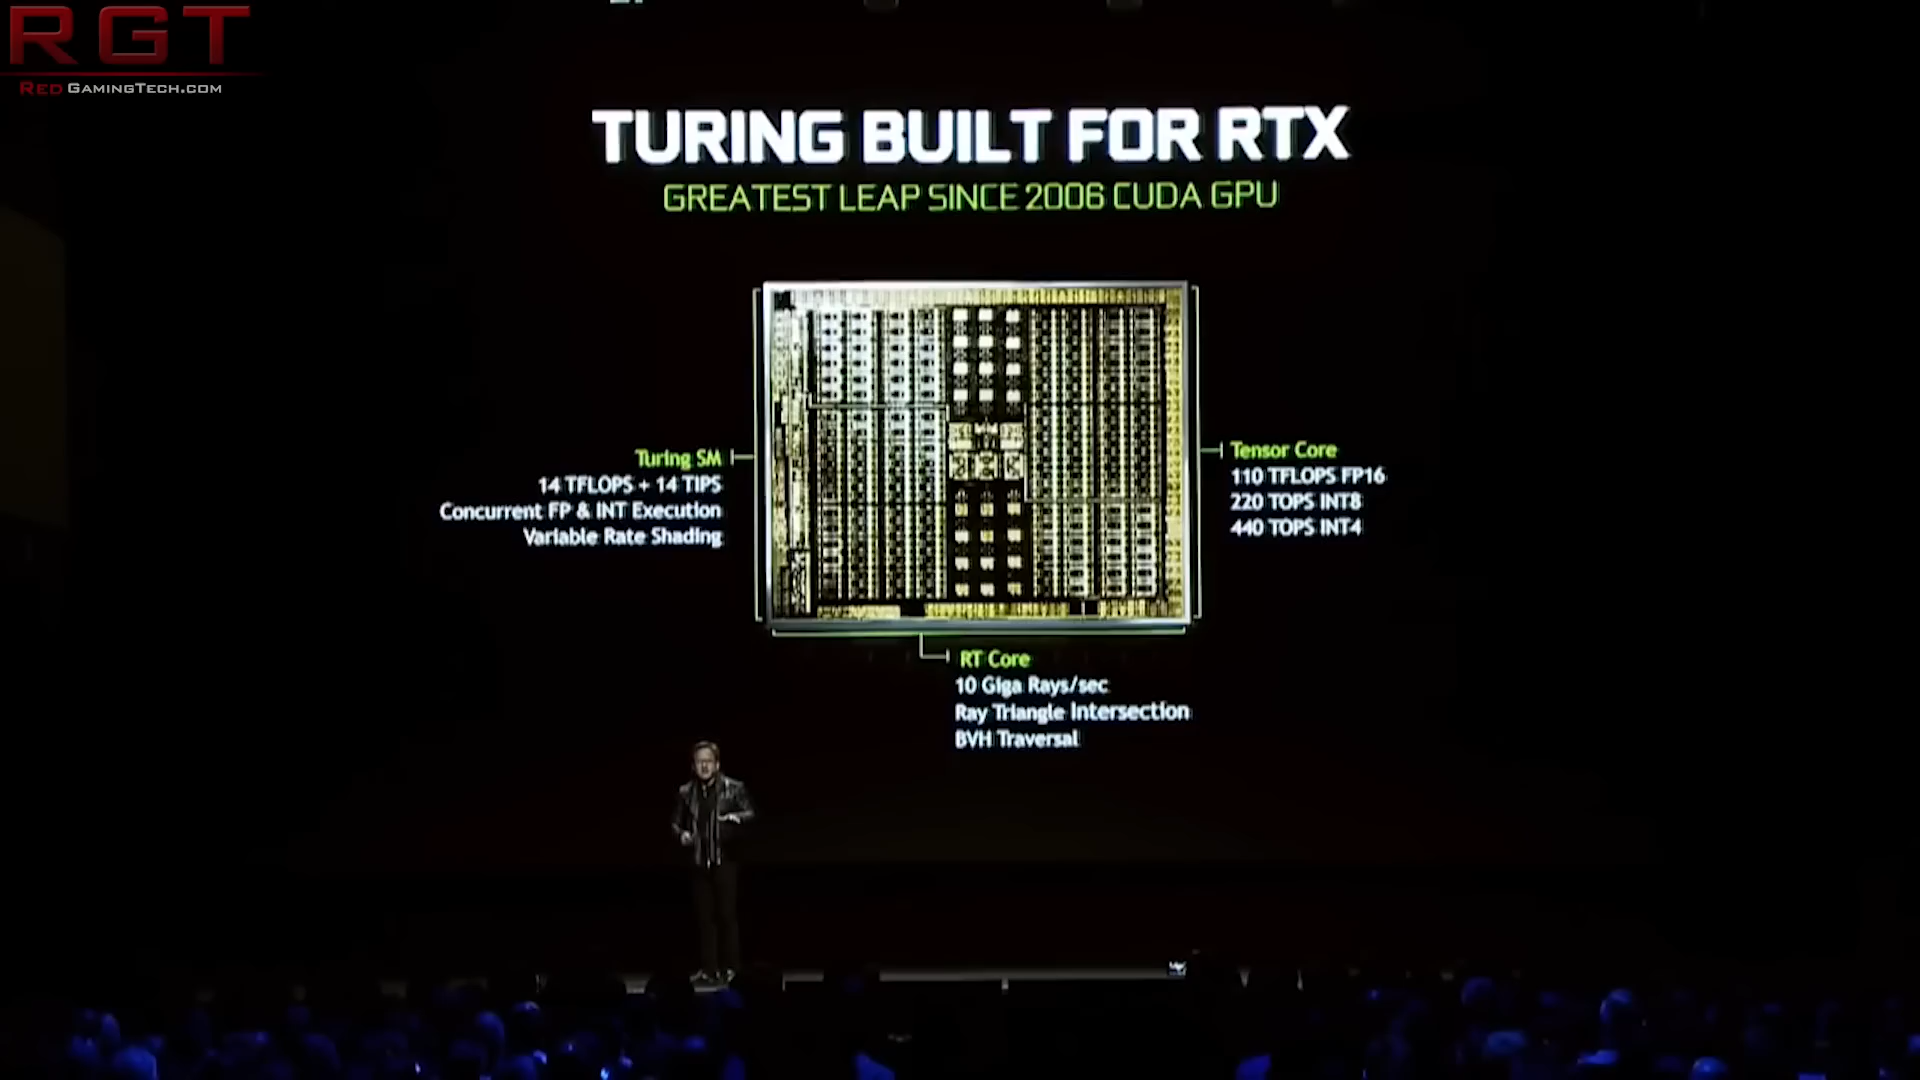 RGT
RedGamingTech.com
TURING BUILT FOR RTX
GREATEST LEAP SINCE 2006 CUDA GPU
Turing SM
14 TFLOPS + 14 TIPS
Concurrent FP & INT Execution
Variable Rate Shading
Tensor Core
110 TFLOPS FP16
220 TOPS INT8
440 TOPS INT4
RT Core
10 Giga Rays/sec
Ray Triangle Intersection
BVH Traversal